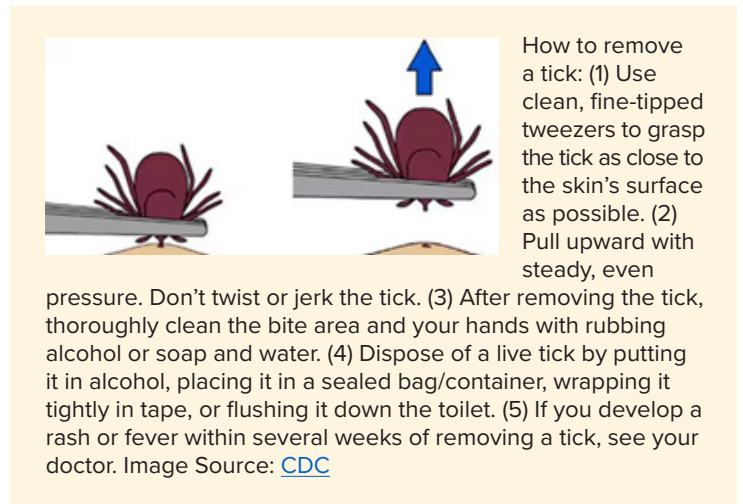 How to remove
a tick: (1) Use
clean, fine-tipped
tweezers to grasp
the tick as close to
the skin’s surface
as possible. (2)
Pull upward with
steady, even
pressure. Don’t twist or jerk the tick. (3) After removing the tick,
thoroughly clean the bite area and your hands with rubbing
alcohol or soap and water. (4) Dispose of a live tick by putting
it in alcohol, placing it in a sealed bag/container, wrapping it
tightly in tape, or flushing it down the toilet. (5) If you develop a
rash or fever within several weeks of removing a tick, see your
doctor. Image Source: CDC